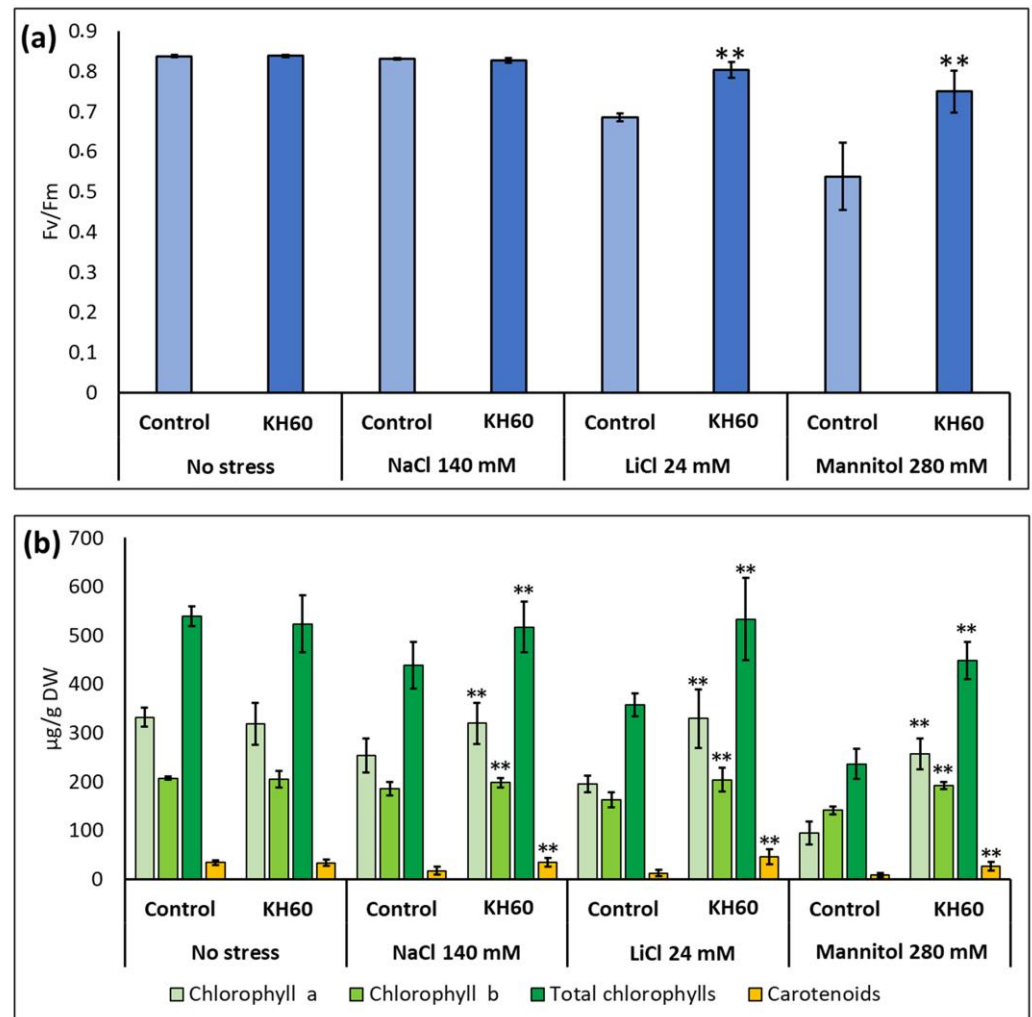 (a)
0.9
0.8
0.7
0.6
0.5
0.4
0.3
0.2
0.1
0
Fv/Fm
** **
Control KH60 Control KH60 Control KH60 Control KH60
No stress NaCl 140 mM LiCl 24 mM Mannitol 280 mM
(b)
700
600
500
400
300
200
100
0
µg/g DW
** ** ** **
** ** ** **
** ** ** **
Control KH60 Control KH60 Control KH60 Control KH60
No stress NaCl 140 mM LiCl 24 mM Mannitol 280 mM
Chlorophyll a Chlorophyll b Total chlorophylls Carotenoids